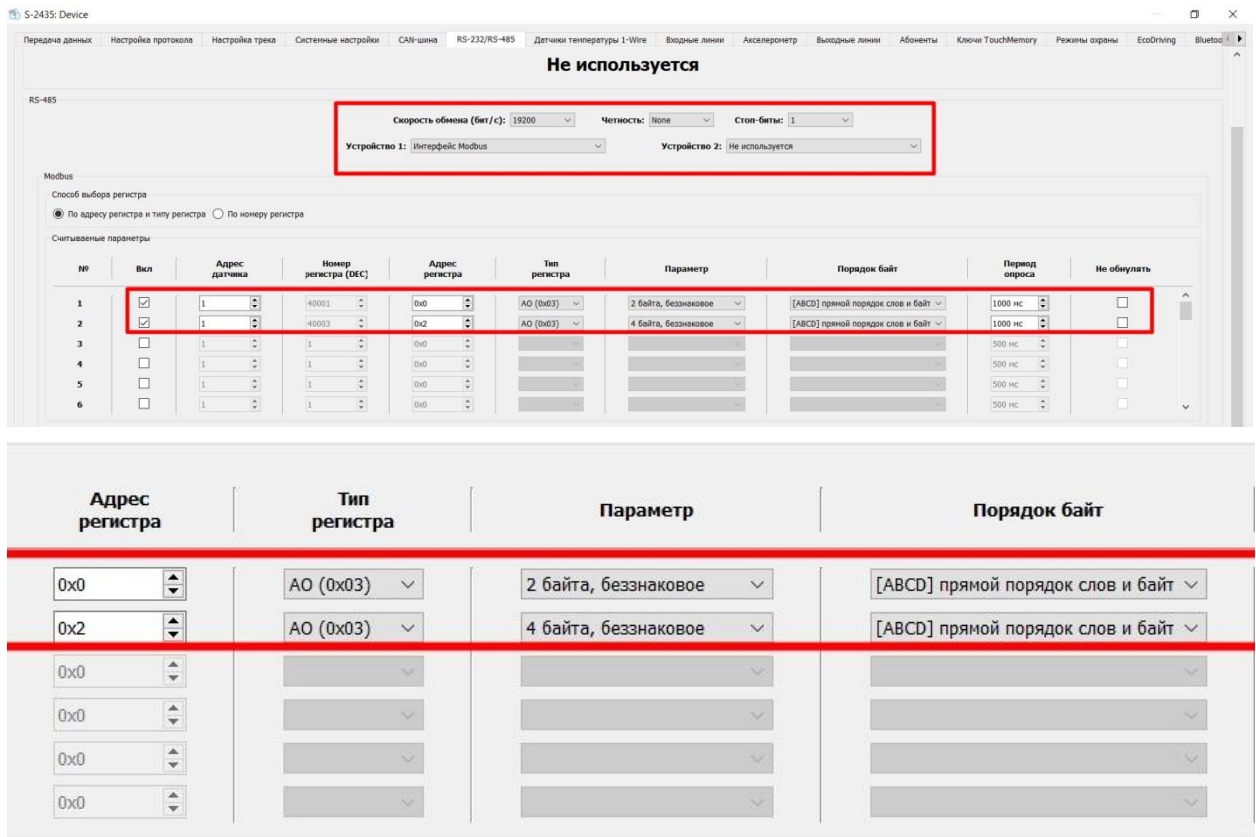 S-2435: Device
Передача данных Настройка протокола Настройка трека Системные настройки CAN-шина RS-232/RS-485 Датчики температуры 1-Wire Входные линии Акселерометр Выходные линии Абоненты Ключи TouchMemory Режимы охраны EcoDriving Bluetoo
Не используется
RS-485
Скорость обмена (бит/с): 19200 Четность: None Стоп-биты: 1
Устройство 1: Интерфейс Modbus Устройство 2: Не используется
Modbus
Способ выбора регистра
По адресу регистра и типу регистра По номеру регистра
Считываемые параметры
№ Вкл Адрес датчика Номер регистра (DEC) Адрес регистра Тип регистра Параметр Порядок байт Период опроса Не обнулять
1 1 40001 0x0 AO (0x03) 2 байта, беззнаковое [ABCD] прямой порядок слов и байт 1000 мс
2 1 40003 0x2 AO (0x03) 4 байта, беззнаковое [ABCD] прямой порядок слов и байт 1000 мс
3 1 1 0x0 500 мс
4 1 1 0x0 500 мс
5 1 1 0x0 500 мс
6 1 1 0x0 500 мс
Адрес регистра Тип регистра Параметр Порядок байт
0x0 AO (0x03) 2 байта, беззнаковое [ABCD] прямой порядок слов и байт
0x2 AO (0x03) 4 байта, беззнаковое [ABCD] прямой порядок слов и байт
0x0
0x0
0x0
0x0